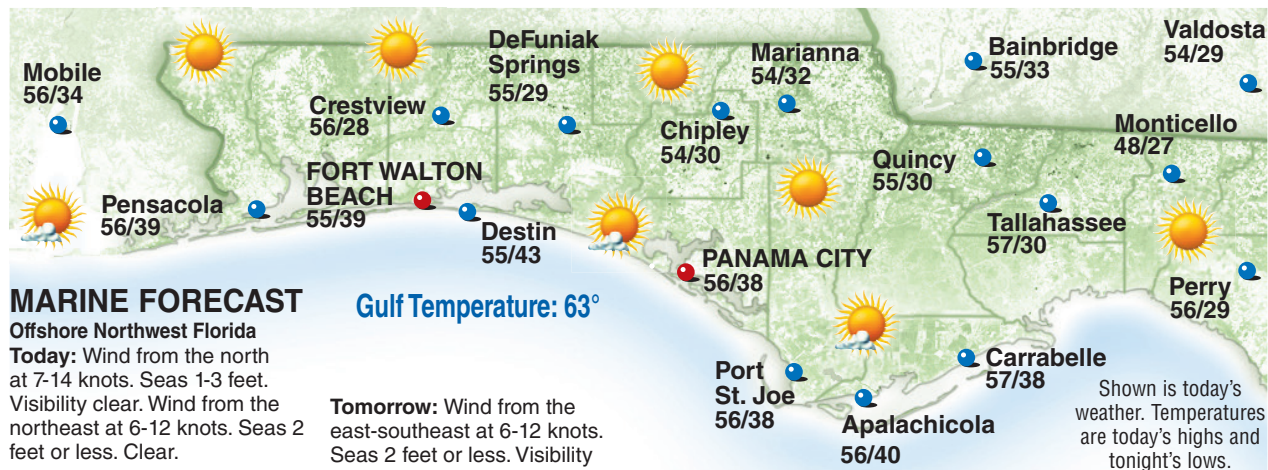 Mobile
56/34
Crestview
56/28
DeFuniak
Springs
55/29
Marianna
54/32
Chipley
54/30
Bainbridge
55/33
Valdosta
54/29
Monticello
48/27
Quincy
55/30
Tallahassee
57/30
Perry
56/29
Pensacola
56/39
FORT WALTON
BEACH
55/39
Destin
55/43
PANAMA CITY
56/38
Port
St. Joe
56/38
Apalachicola
56/40
Carrabelle
57/38
Gulf Temperature: 63°
MARINE FORECAST
Offshore Northwest Florida
Today: Wind from the north
at 7-14 knots. Seas 1-3 feet.
Visibility clear. Wind from the
northeast at 6-12 knots. Seas 2
feet or less. Clear.
Tomorrow: Wind from the
east-southeast at 6-12 knots.
Seas 2 feet or less. Visibility
Shown is today's
weather. Temperatures
are today's highs and
tonight's lows.